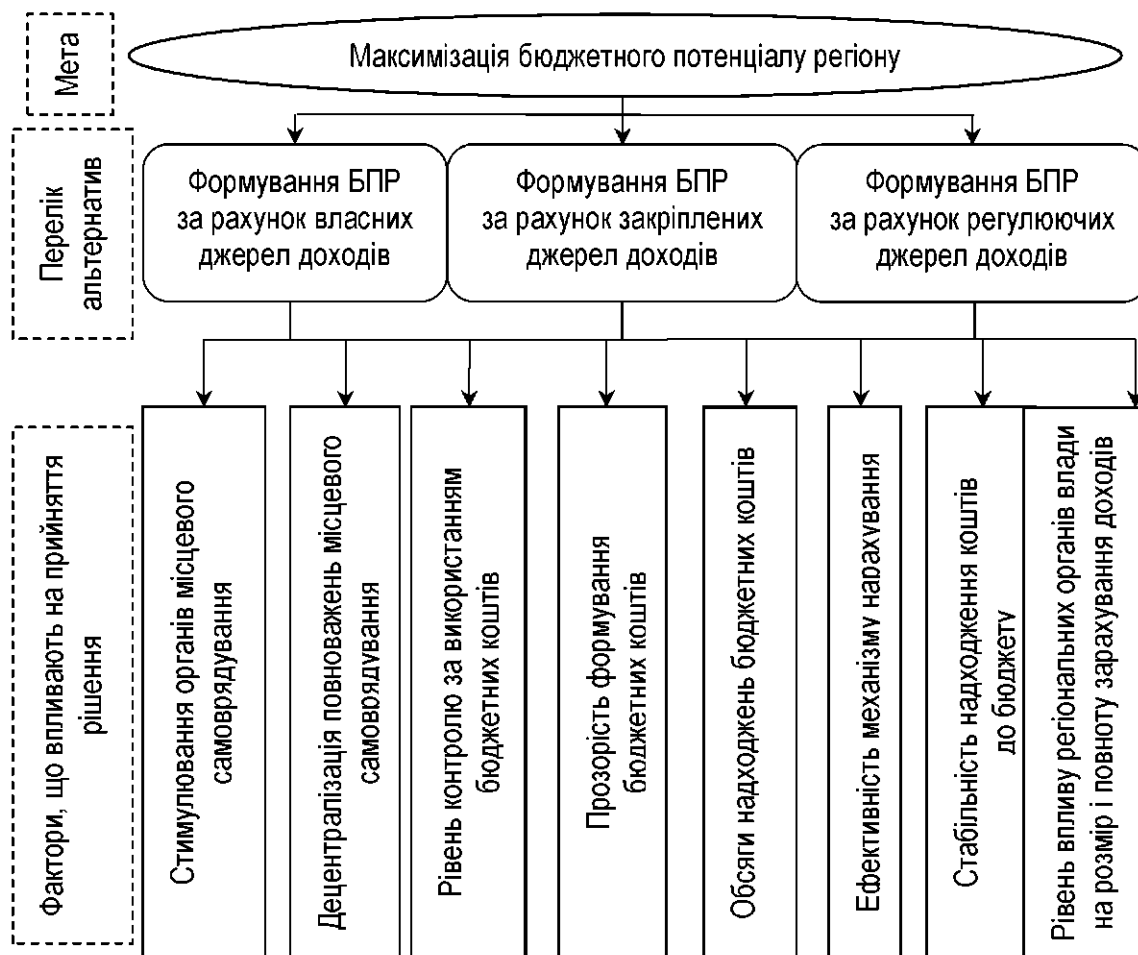 Мета
Максимізація бюджетного потенціалу регіону
Перелік
альтернатив
Формування БПР
за рахунок власних
джерел доходів
Формування БПР
за рахунок закріплених
джерел доходів
Формування БПР
за рахунок регулюючих
джерел доходів
Фактори, що впливають на прийняття
рішення
Стимулювання органів місцевого
самоврядування
Децентралізація повноважень місцевого
самоврядування
Рівень контролю за використанням
бюджетних коштів
Прозорість формування
бюджетних коштів
Обсяги надходжень бюджетних коштів
Ефективність механізму нарахування
Стабільність надходження коштів
до бюджету
Рівень впливу регіональних органів влади
на розмір і повноту зарахування доходів